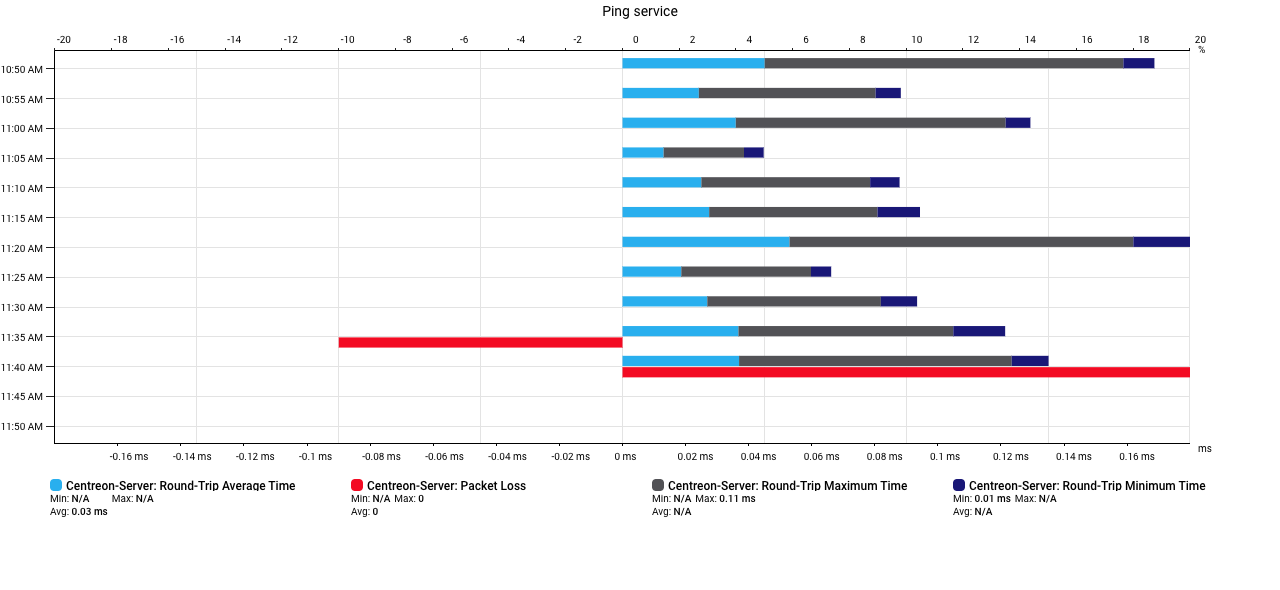 Ping service
-20 -18 -16 -14 -12 -10 -8 -6 -4 -2 0 2 4 6 8 10 12 14 16 18 20
%
10:50 AM
10:55 AM
11:00 AM
11:05 AM
11:10 AM
11:15 AM
11:20 AM
11:25 AM
11:30 AM
11:35 AM
11:40 AM
11:45 AM
11:50 AM
ms
-0.16 ms -0.14 ms -0.12 ms -0.1 ms -0.08 ms -0.06 ms -0.04 ms -0.02 ms 0 ms 0.02 ms 0.04 ms 0.06 ms 0.08 ms 0.1 ms 0.12 ms 0.14 ms 0.16 ms
Centreon-Server: Round-Trip Average Time
Min: N/A Max: N/A
Avg: 0.03 ms
Centreon-Server: Packet Loss
Min: N/A Max: 0
Avg: 0
Centreon-Server: Round-Trip Maximum Time
Min: N/A Max: 0.11 ms
Avg: N/A
Centreon-Server: Round-Trip Minimum Time
Min: 0.01 ms Max: N/A
Avg: N/A